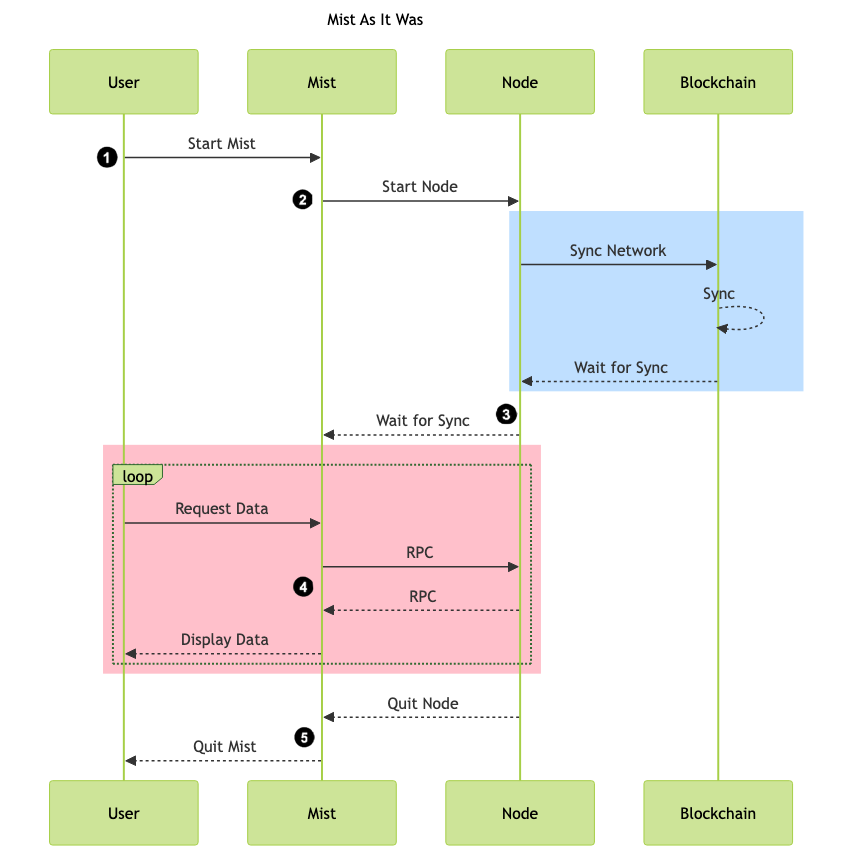 Mist As It Was
User
Mist
Node
Blockchain
1
Start Mist
2
Start Node
Sync Network
Sync
Wait for Sync
3
Wait for Sync
loop
Request Data
RPC
4
RPC
Display Data
Quit Node
5
Quit Mist
User
Mist
Node
Blockchain